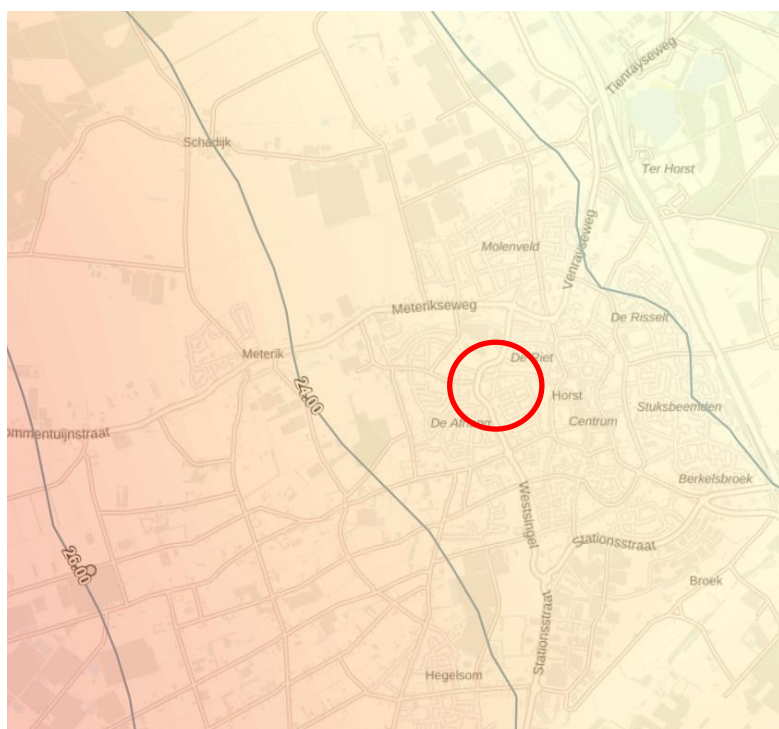 Tienrayseweg
Schadijk
Ter Horst
Molenveld
Venrayseweg
Meterikseweg
De Risselt
Meterik
De Riet
24.00
Horst
Stuksbeemden
ommentuijnstraat
De Afhang
Centrum
Berkelsbroek
Westsingel
Stationsstraat
26.00
Broek
Stationsstraat
Hegelsom